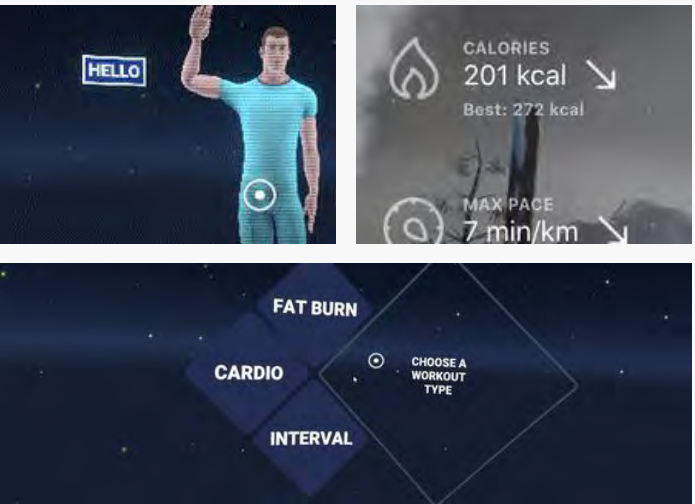 HELLO
CALORIES
201 kcal
Best: 272 kcal
MAX PACE
7 min/km
FAT BURN
CARDIO
CHOOSE A
WORKOUT
TYPE
INTERVAL